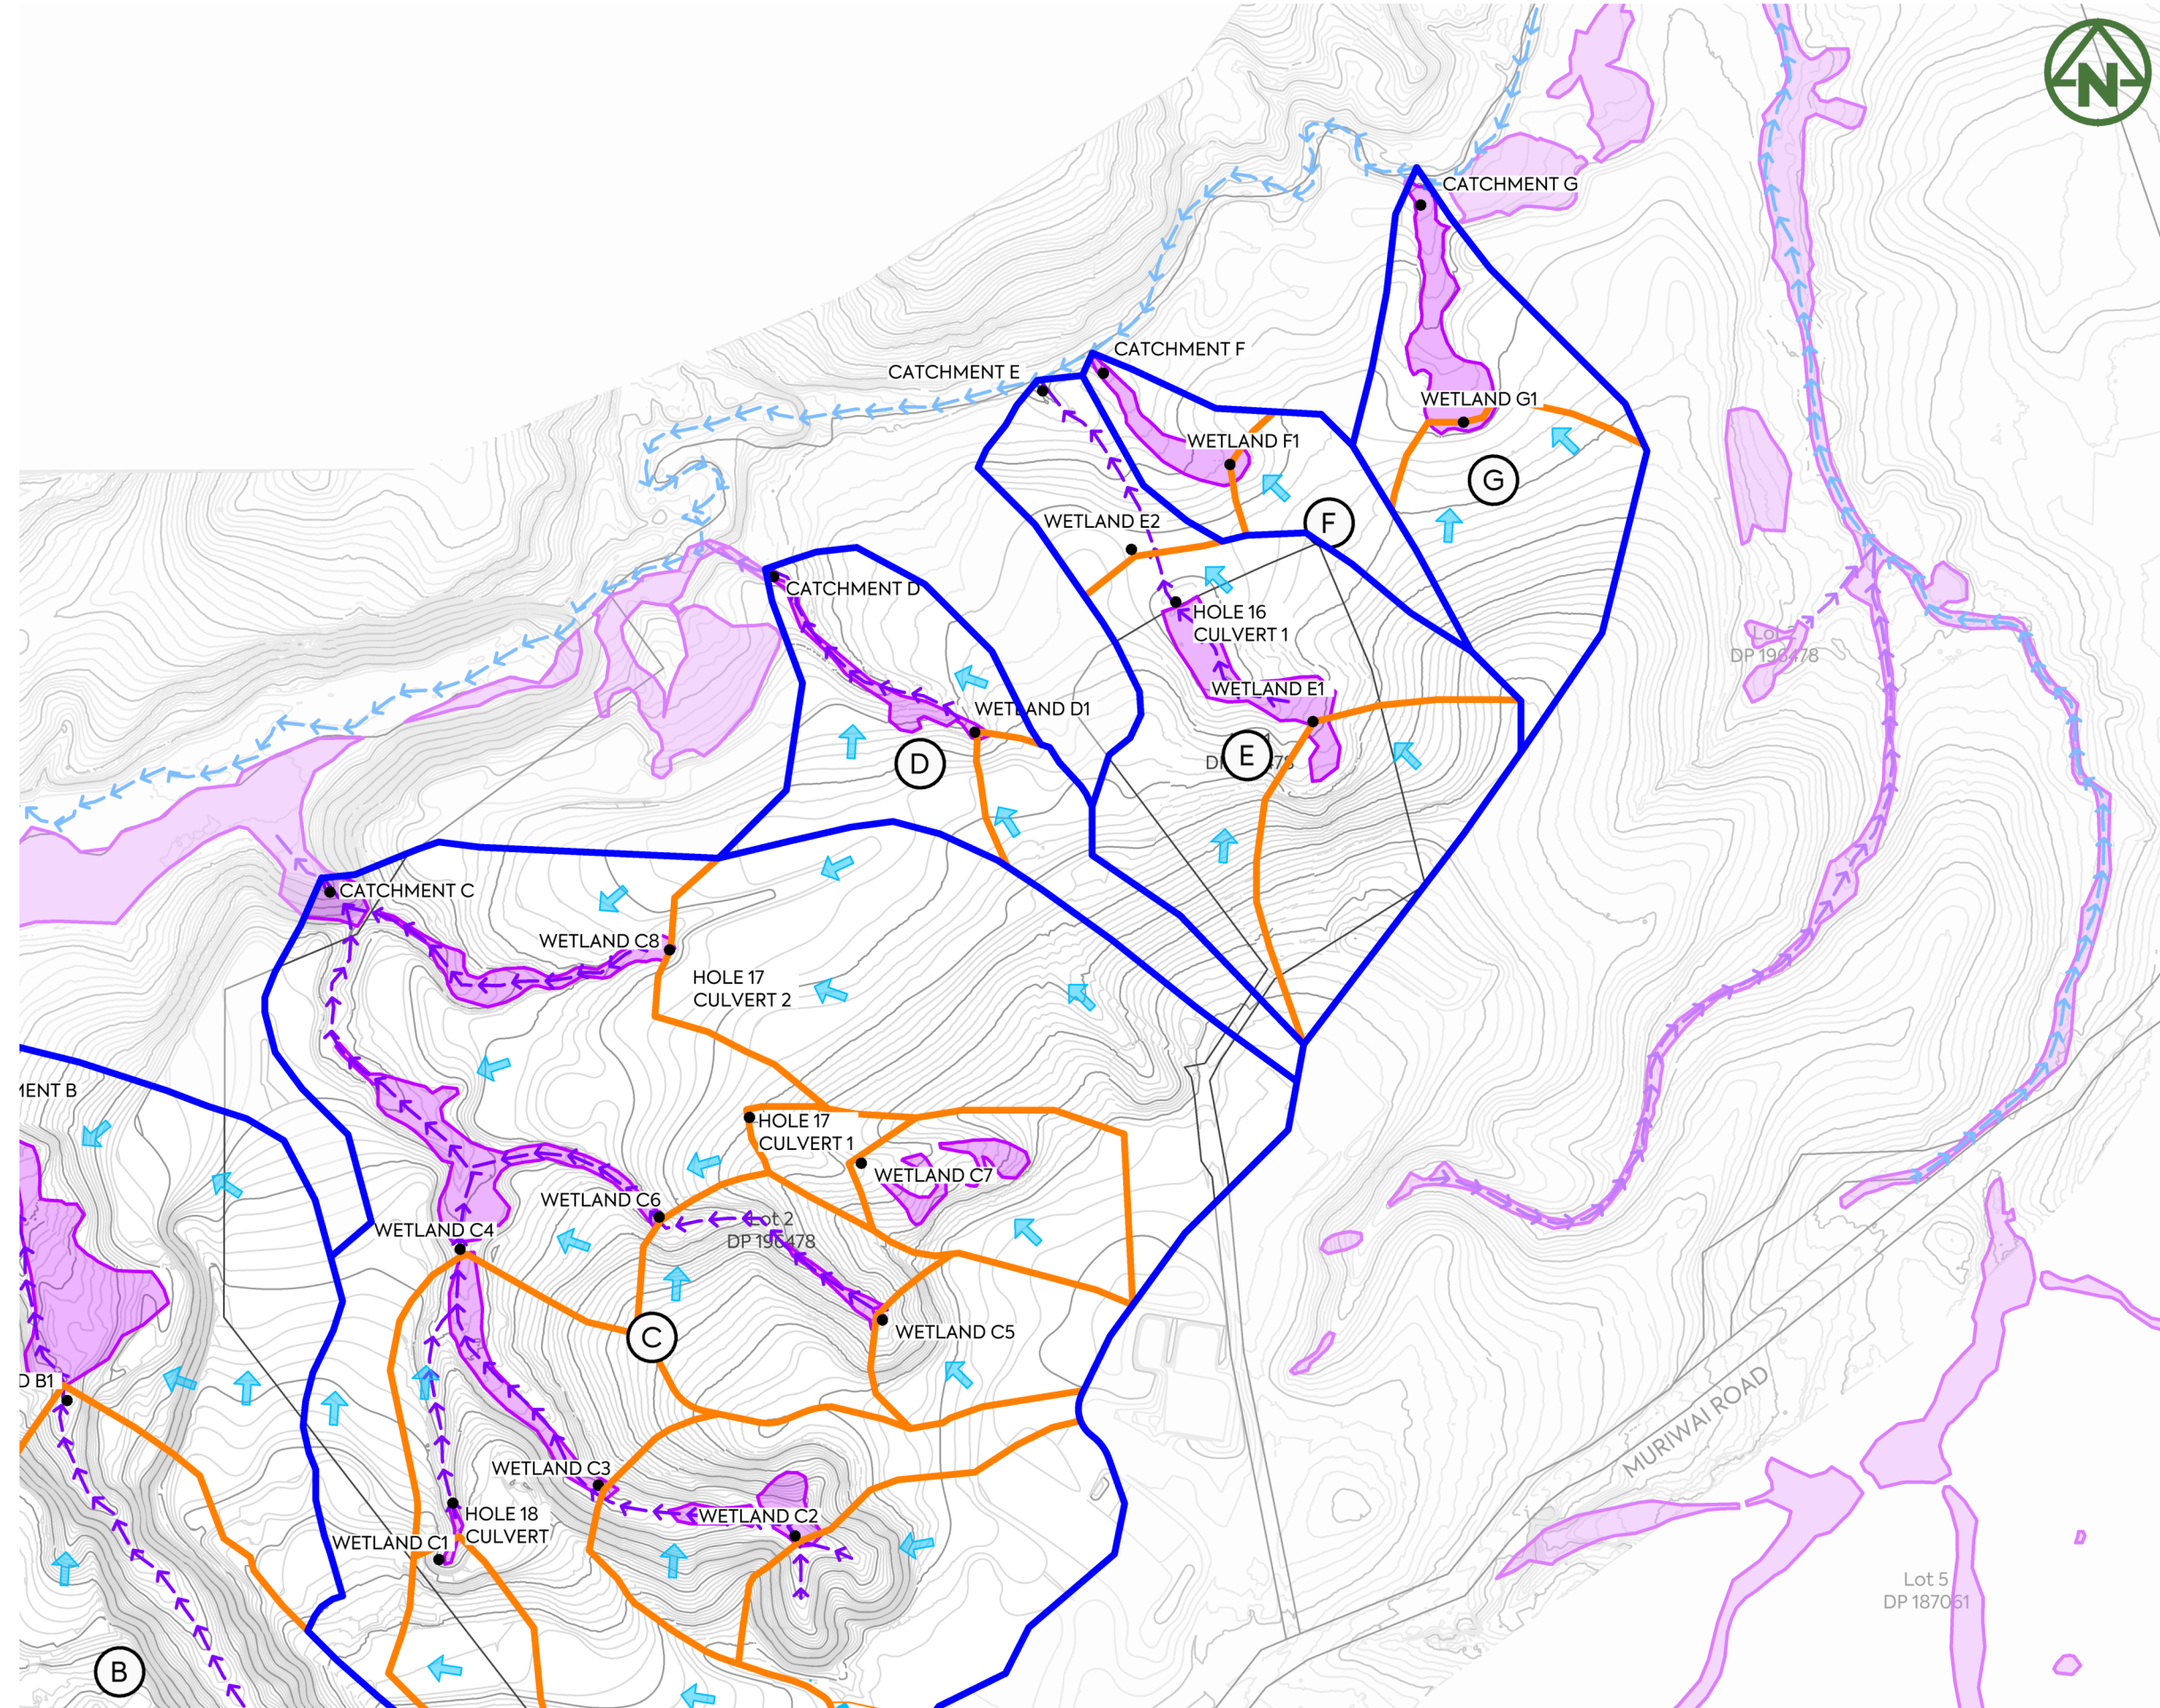 N
CATCHMENT G
CATCHMENT F
CATCHMENT E
WETLAND G1
WETLAND F1
G
WETLAND E2
F
CATCHMENT D
HOLE 16
CULVERT 1
Lot
DP 196478
WETLAND E1
WETLAND D1
D
E
CATCHMENT C
WETLAND C8
HOLE 17
CULVERT 2
MENT B
HOLE 17
CULVERT 1
WETLAND C7
WETLAND C6
Lot 2
DP 196478
WETLAND C4
WETLAND C5
C
D B1
MURIWAI ROAD
WETLAND C3
WETLAND C2
HOLE 18
CULVERT
WETLAND C1
Lot 5
DP 187061
B